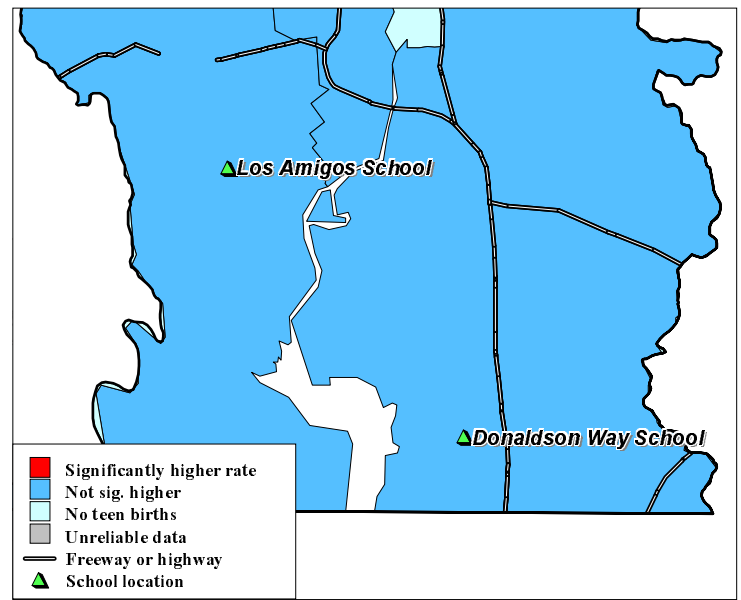 Los Amigos School
Donaldson Way School
Significantly higher rate
Not sig. higher
No teen births
Unreliable data
Freeway or highway
School location